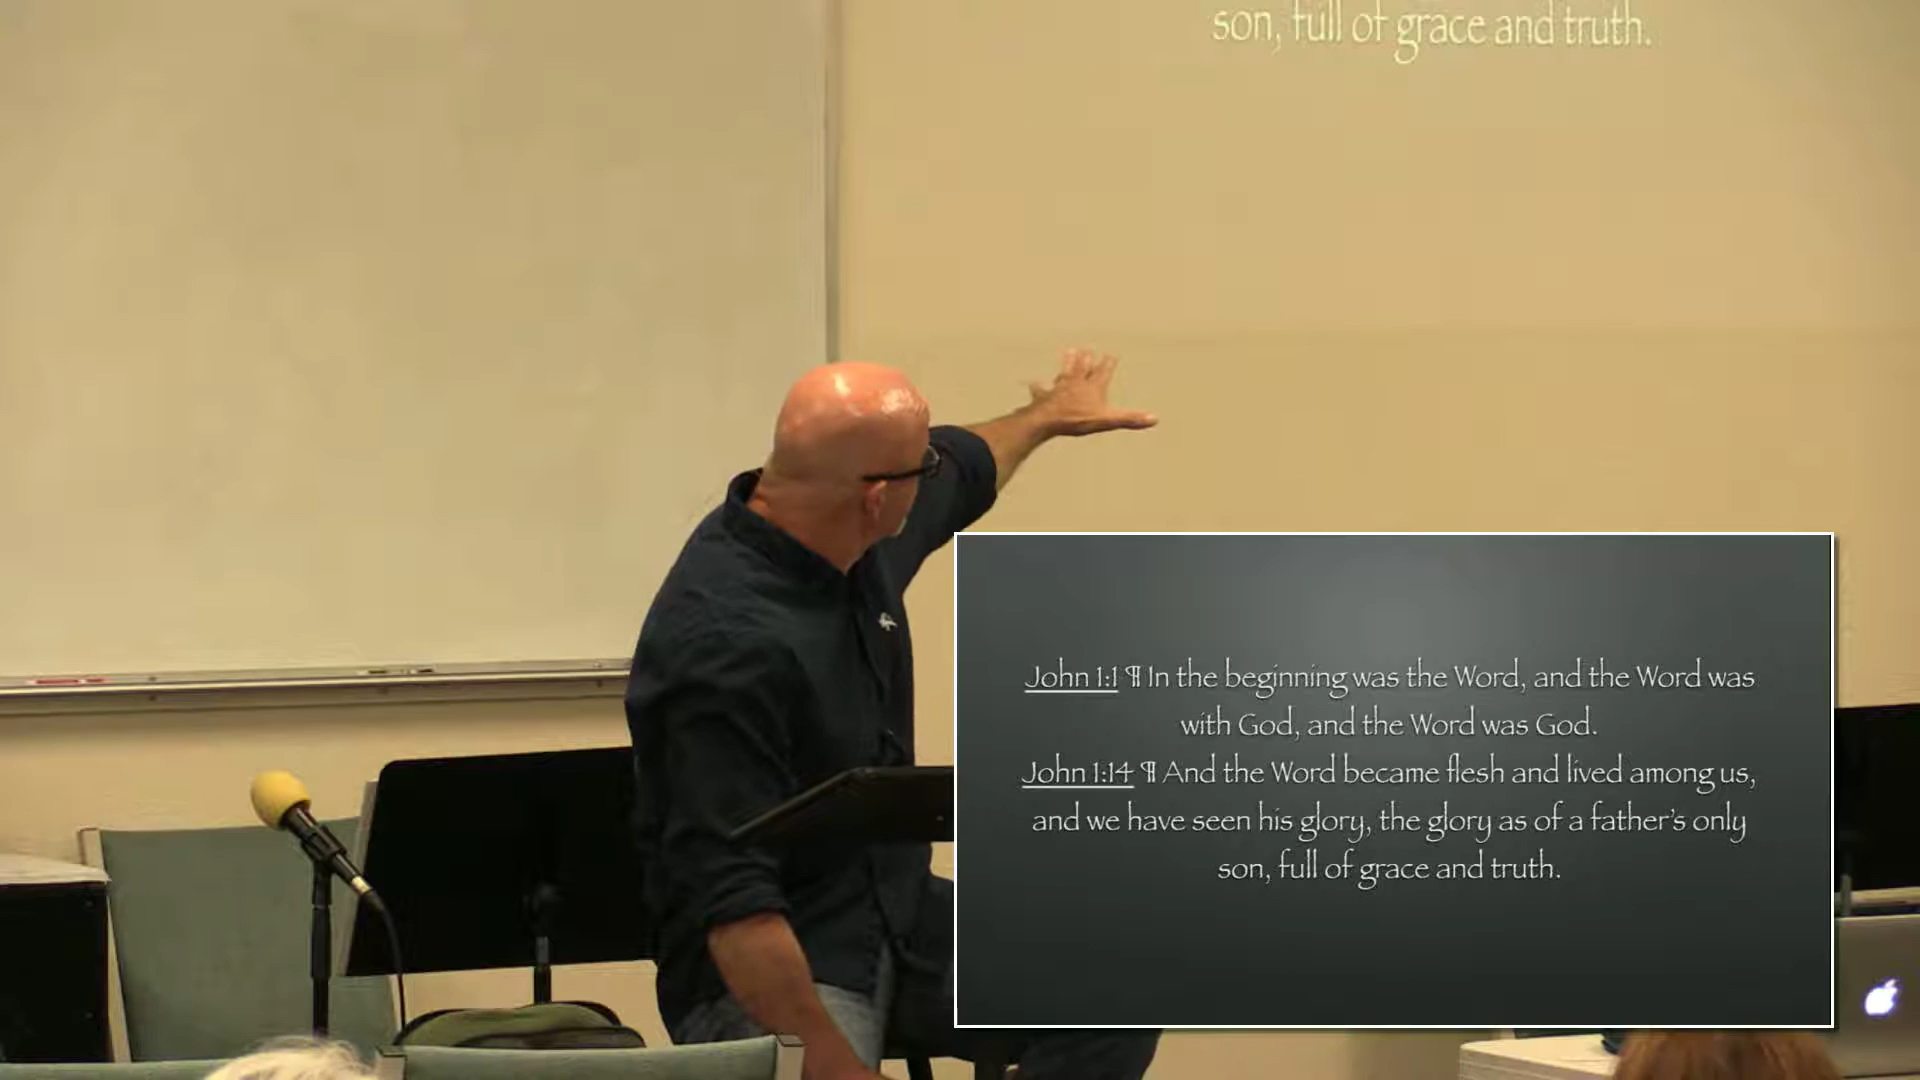 son, full of grace and truth.
John 1:1 ¶ In the beginning was the Word, and the Word was
with God, and the Word was God.
John 1:14 ¶ And the Word became flesh and lived among us,
and we have seen his glory, the glory as of a father's only
son, full of grace and truth.